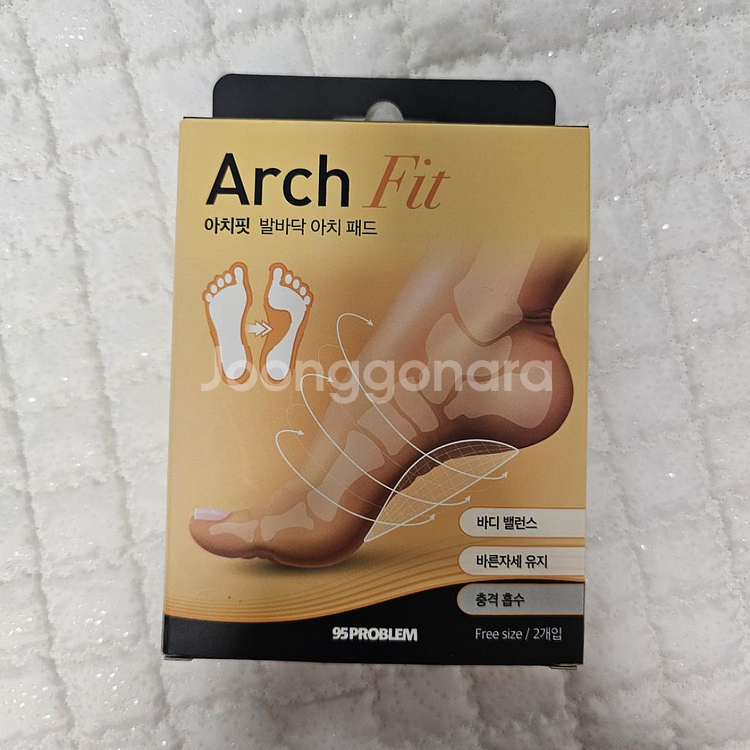 Arch Fit
아치핏 발바닥 아치 패드
Joonggonara
바디 밸런스
바른자세 유지
충격 흡수
95PROBLEM
Free size / 2개입